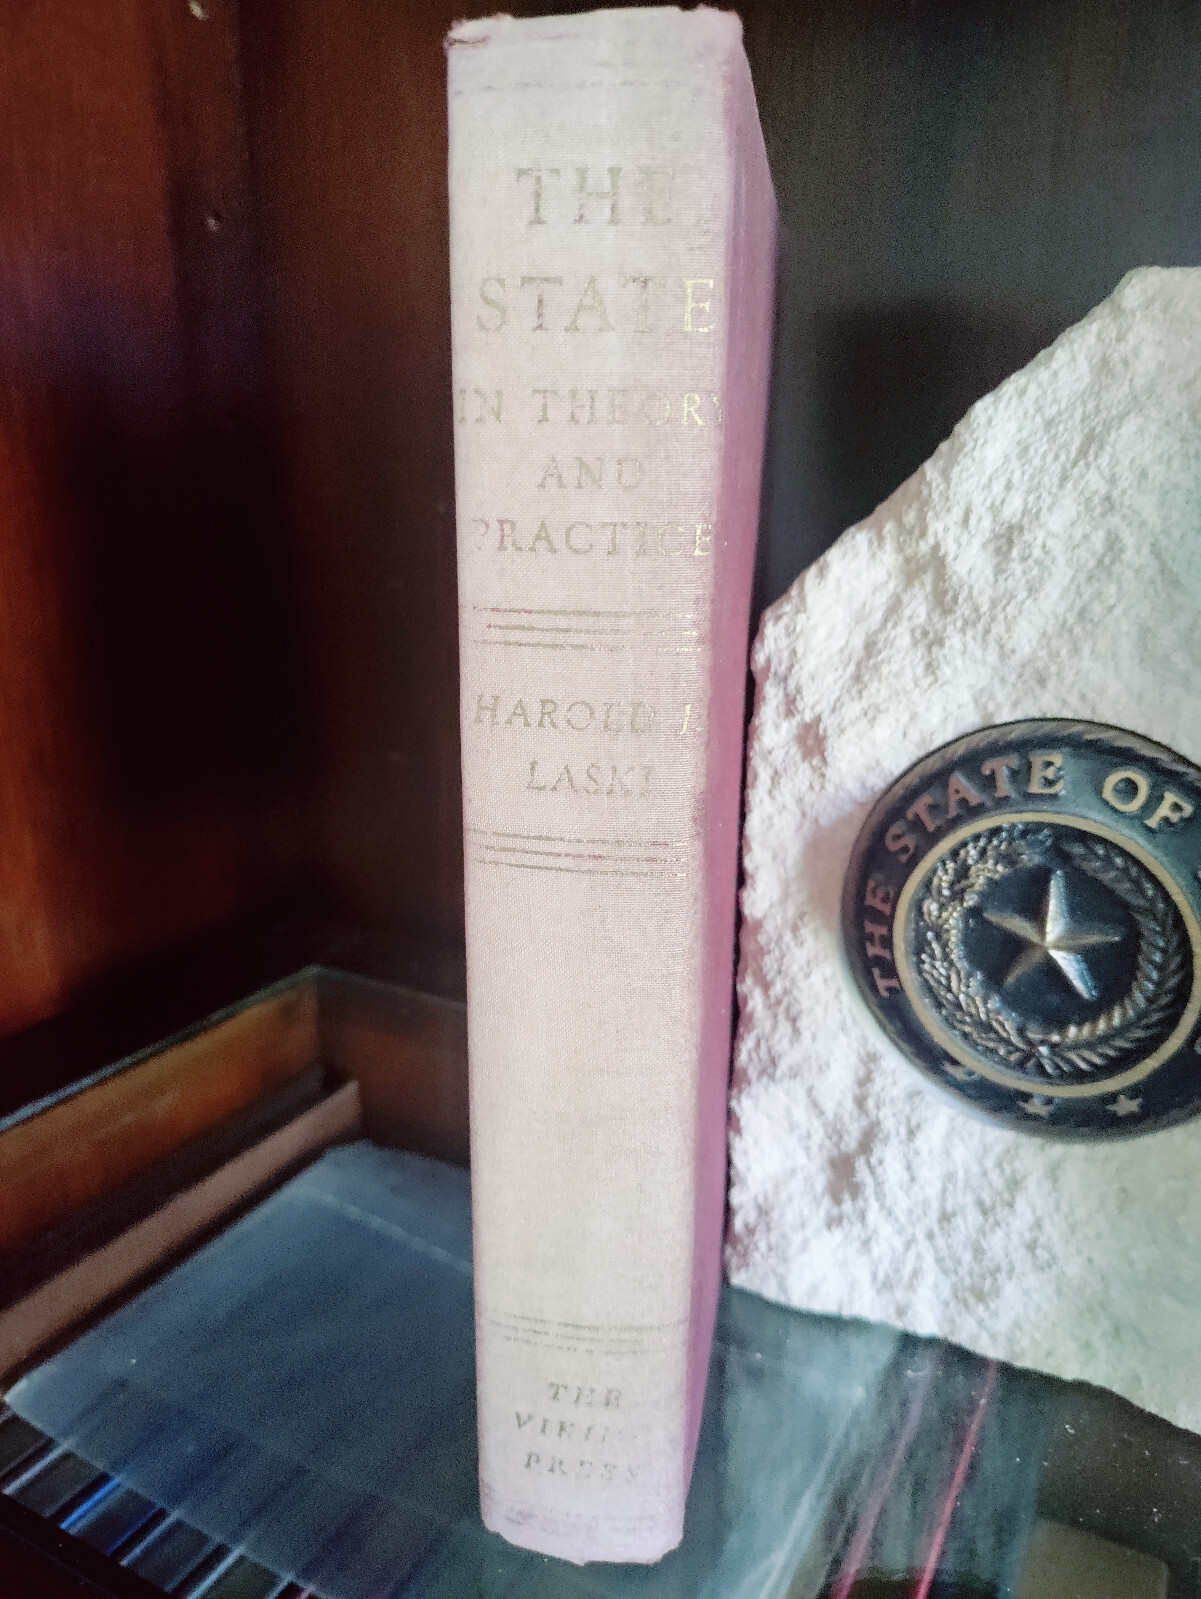 THE
STATE
IN THEORY
AND
PRACTICE
HAROLD J.
LASKI
THE
VIKING
PRESS
THE STATE OF